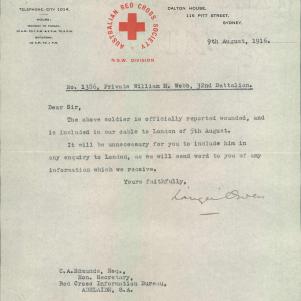 TELEPHONE: CITY 1014.
HOURS:
AUSTRALIAN RED CROSS SOCIETY
N.S.W. DIVISION
DALTON HOUSE,
115 PITT STREET,
SYDNEY.
9th August, 1916.
No. 1386, Private William H. Webb, 32nd Battalion.
Dear Sir,
The above soldier is officially reported wounded, and
is included in our cable to London of 5th August.
It will be unnecessary for you to include him in
any enquiry to London, as we will send word to you of any
information which we receive.
Yours faithfully,
C.A.Edmunds, Esq.,
Hon. Secretary,
Red Cross Information Bureau,
ADELAIDE, S.A.